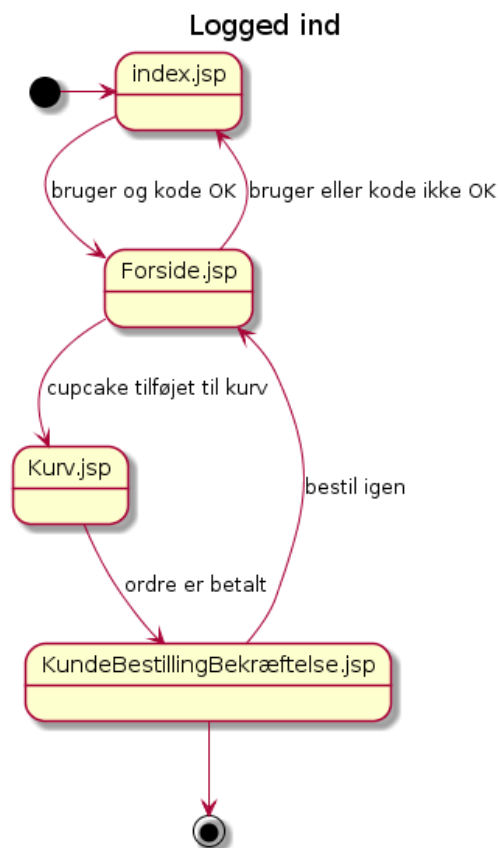 Logged ind
index.jsp
bruger og kode OK
bruger eller kode ikke OK
Forside.jsp
cupcake tilføjet til kurv
Kurv.jsp
bestil igen
ordre er betalt
KundeBestillingBekræftelse.jsp